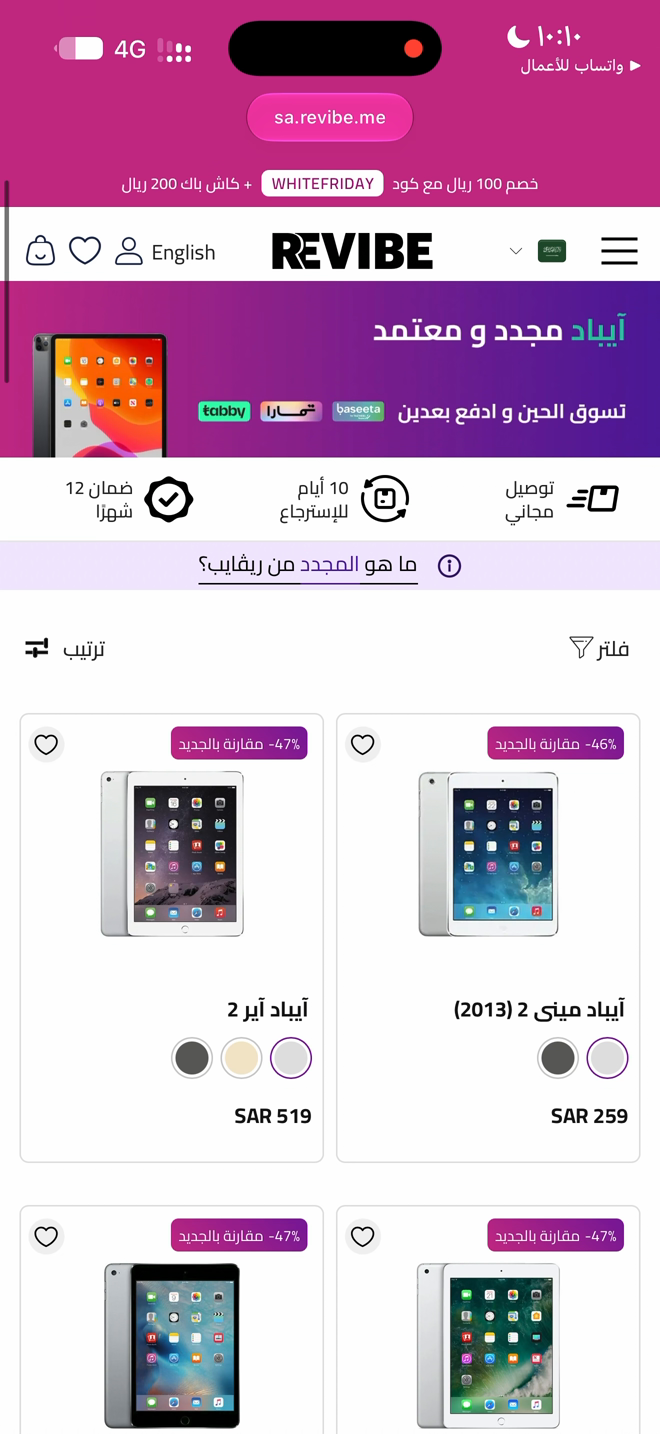 ١٠:١٠
4G
واتساب للأعمال ◀
sa.revibe.me
خصم 100 ريال مع كود WHITEFRIDAY + كاش باك 200 ريال
English
REVIBE
آيباد مجدد و معتمد
تسوق الحين و ادفع بعدين baseeta تمارا tabby
توصيل
مجاني
10 أيام
للإسترجاع
ضمان 12
شهرًا
ما هو المجدد من ريڤايب؟
فلتر
ترتيب
-46% مقارنة بالجديد
آيباد ميني 2 (2013)
SAR 259
-47% مقارنة بالجديد
آيباد آير 2
SAR 519
-47% مقارنة بالجديد
-47% مقارنة بالجديد